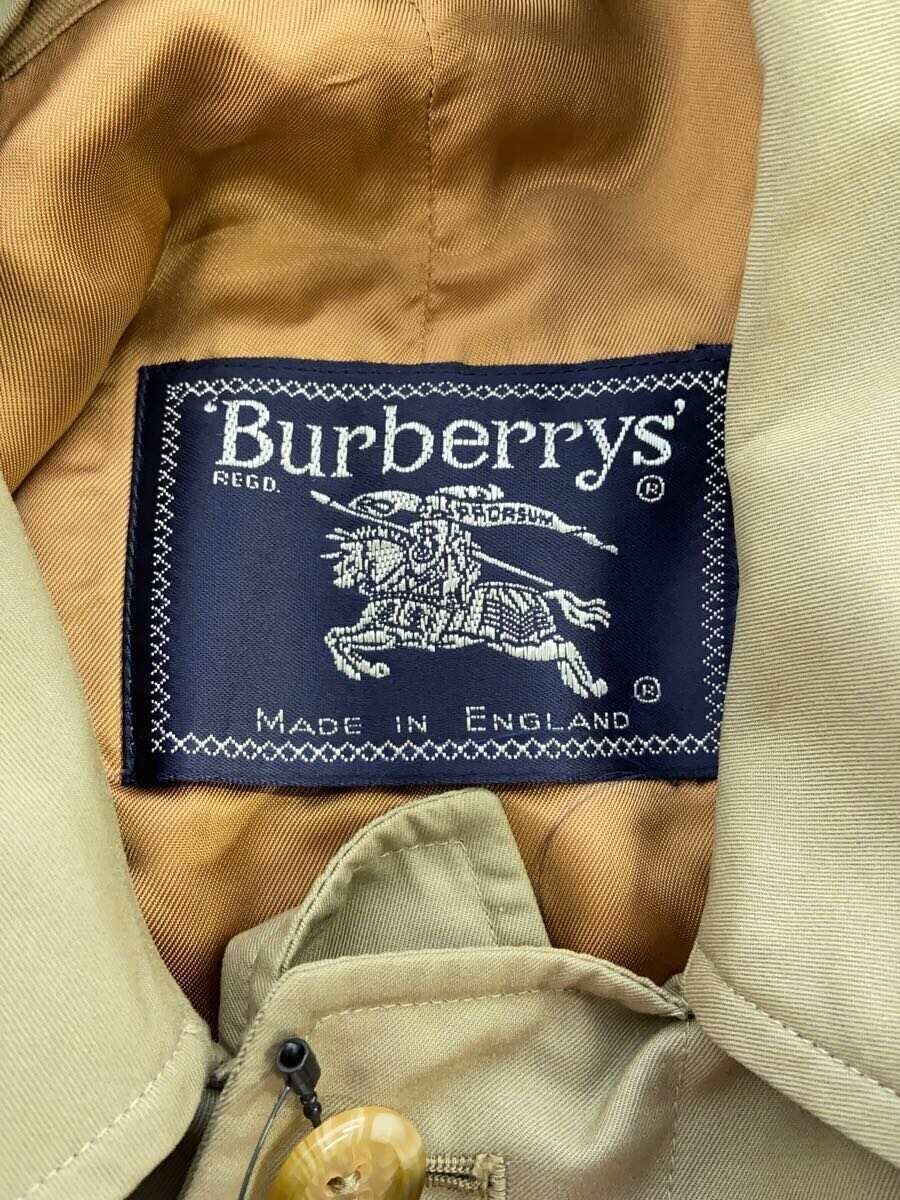 'Burberrys'
REGD. ®
PRORSUM
®
MADE IN ENGLAND